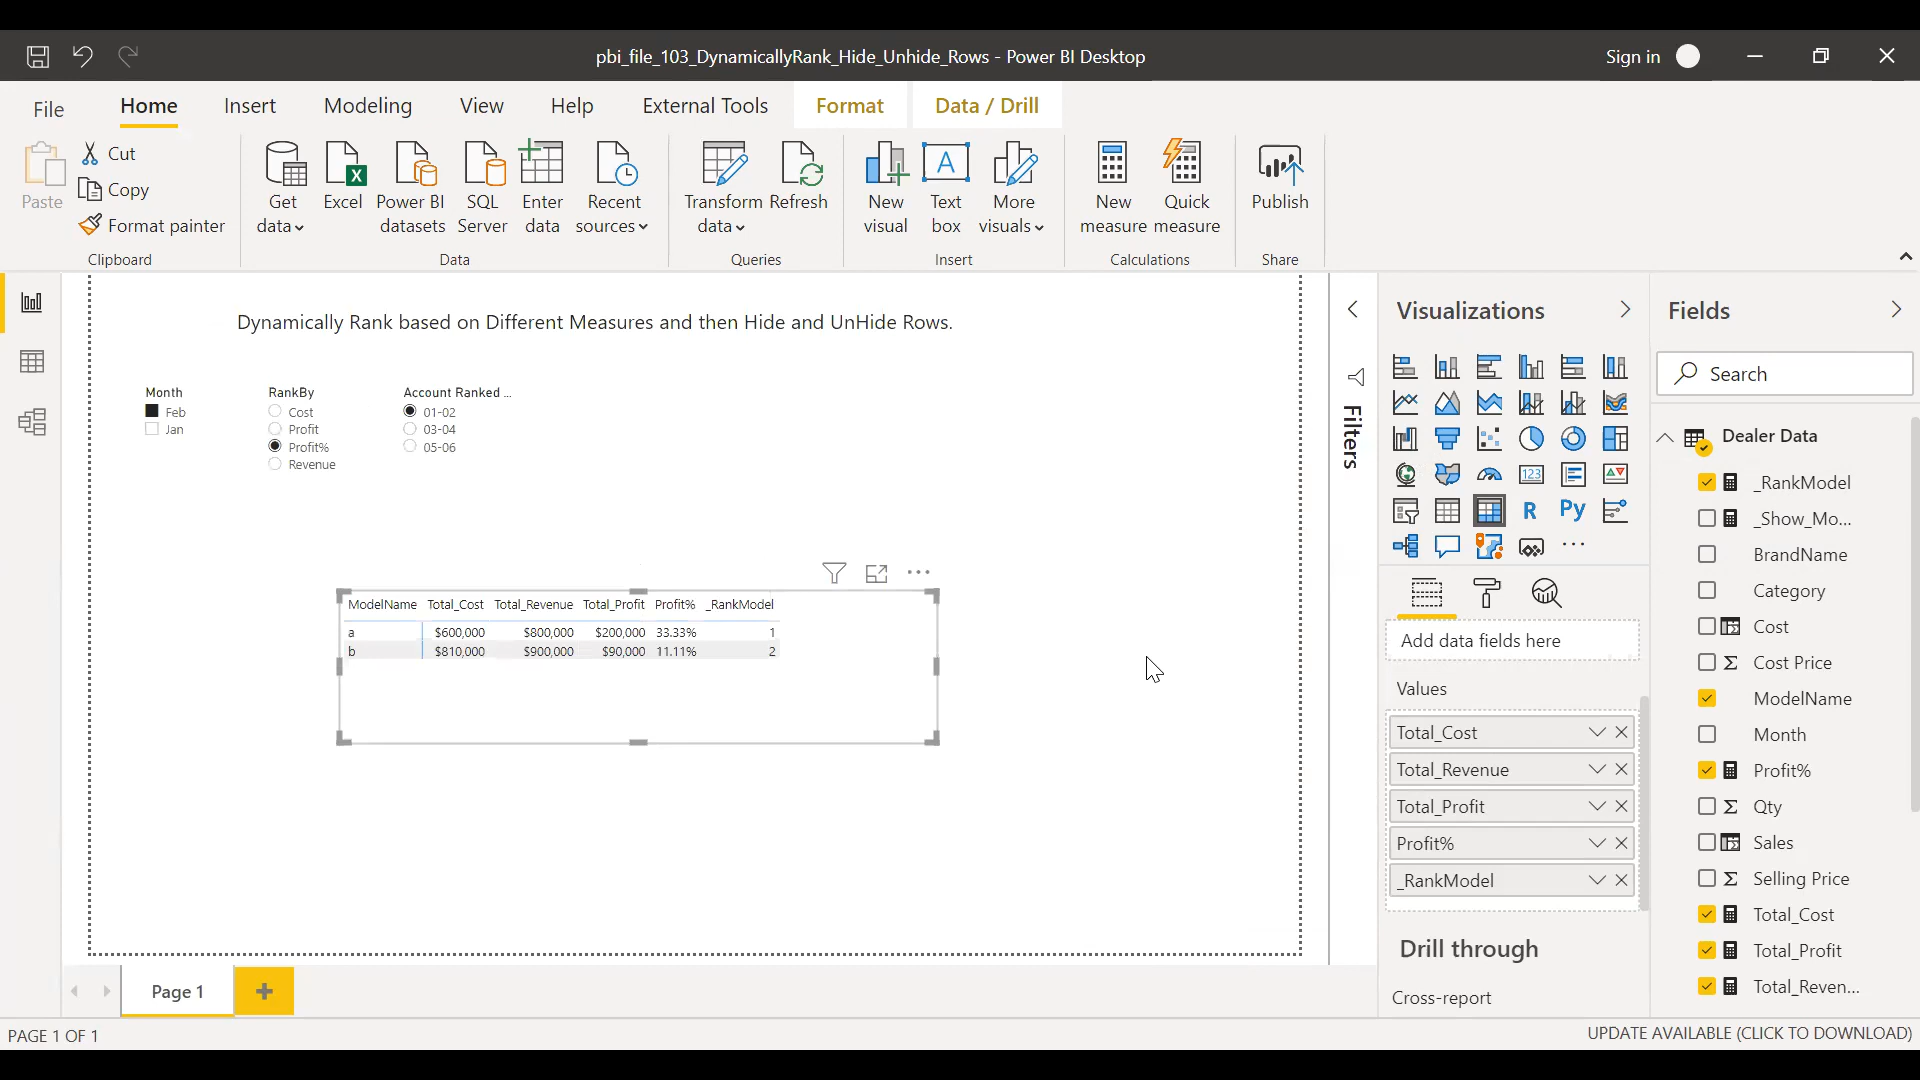 pbi_file_103_DynamicallyRank_Hide_Unhide_Rows - Power BI Desktop
Sign in
File Home Insert Modeling View Help External Tools Format Data / Drill
Paste
Cut
Copy
Format painter
Clipboard
Get data
Excel
Power BI datasets
SQL Server
Enter data
Recent sources
Data
Transform data
Refresh
Queries
New visual
A
Text box
More visuals
Insert
New measure
Quick measure
Calculations
Publish
Share
Dynamically Rank based on Different Measures and then Hide and UnHide Rows.
Month
Feb
Jan
RankBy
Cost
Profit
Profit%
Revenue
Account Ranked ...
01-02
03-04
05-06
ModelName Total_Cost Total_Revenue Total_Profit Profit% _RankModel
a $600,000 $800,000 $200,000 33.33% 1
b $810,000 $900,000 $90,000 11.11% 2
Filters
Visualizations
123
R
Py
Add data fields here
Values
Total_Cost
Total_Revenue
Total_Profit
Profit%
_RankModel
Drill through
Cross-report
Fields
Search
Dealer Data
_RankModel
_Show_Mo...
BrandName
Category
Cost
Σ Cost Price
ModelName
Month
Profit%
Σ Qty
Sales
Σ Selling Price
Total_Cost
Total_Profit
Total_Reven...
Page 1
PAGE 1 OF 1
UPDATE AVAILABLE (CLICK TO DOWNLOAD)